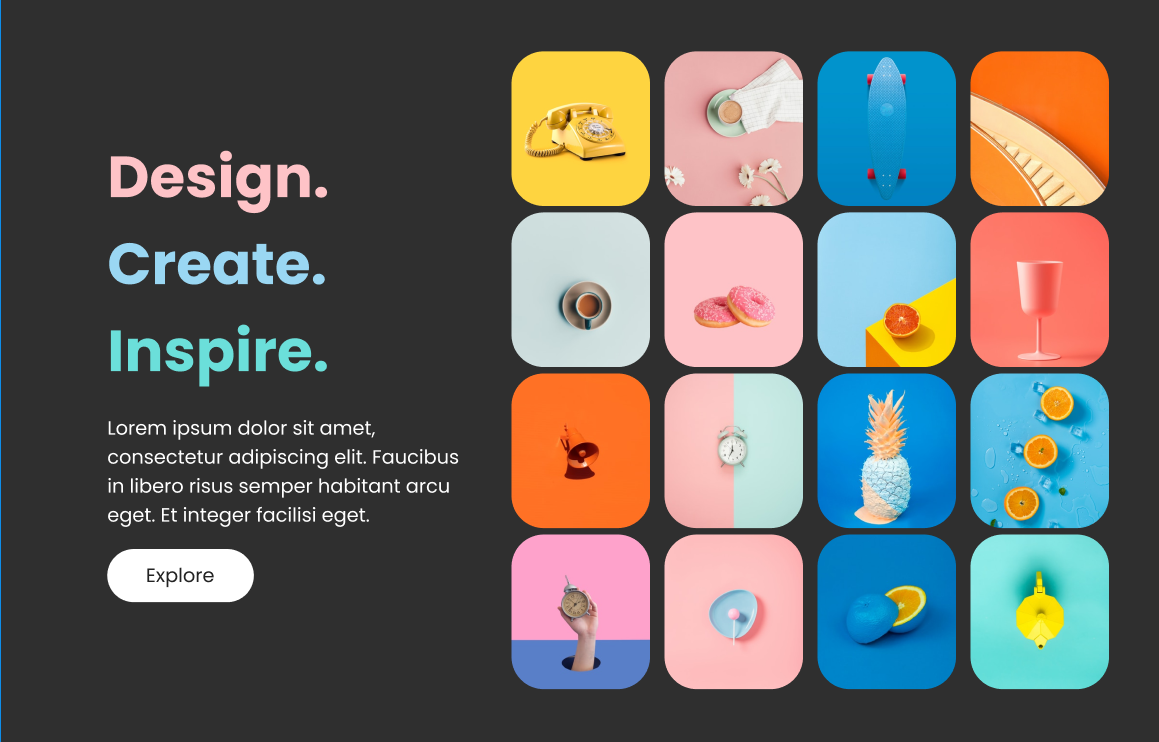 Design.
Create.
Inspire.
Lorem ipsum dolor sit amet,
consectetur adipiscing elit. Faucibus
in libero risus semper habitant arcu
eget. Et integer facilisi eget.
Explore